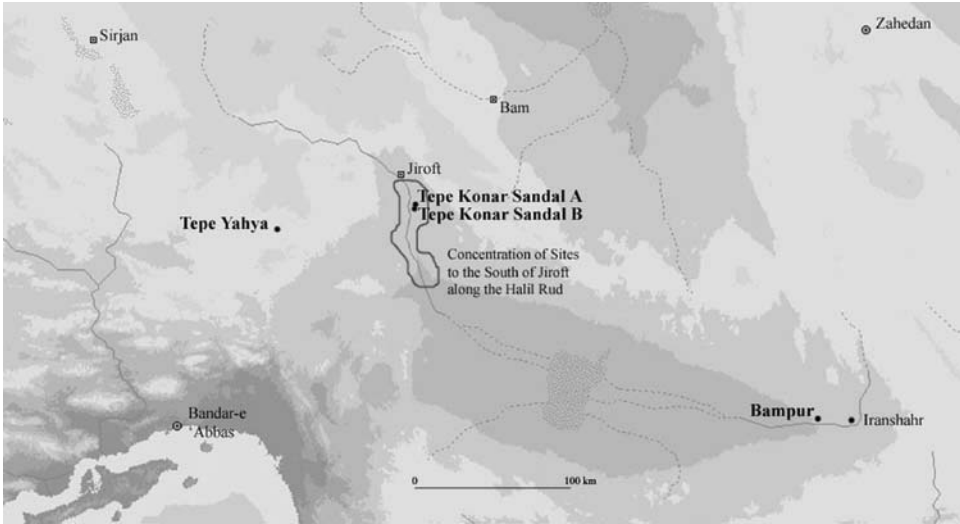 Sirjan
Zahedan
Bam
Jiroft
Tepe Konar Sandal A
Tepe Konar Sandal B
Tepe Yahya
Concentration of Sites
to the South of Jiroft
along the Halil Rud
Bandar-e
'Abbas
Bampur
Iranshahr
0
100 km